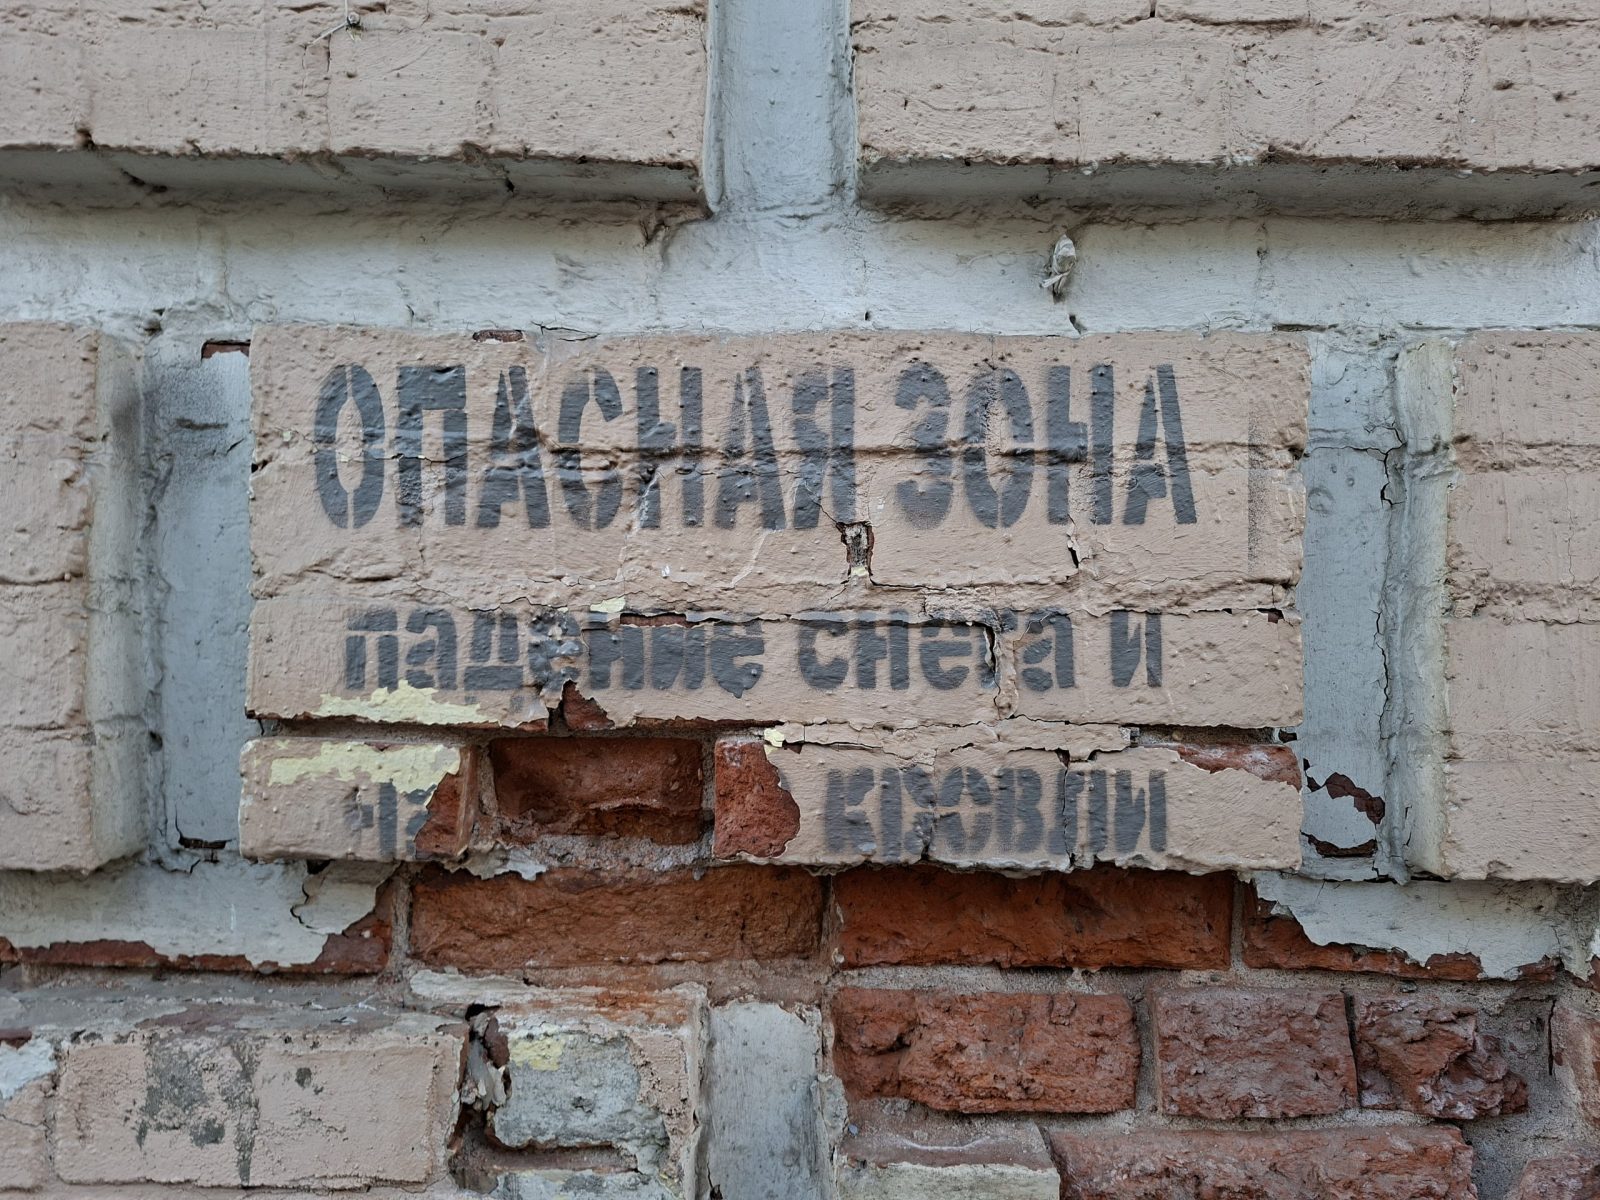 ОПАСНАЯ ЗОНА
падение снега и
кровли